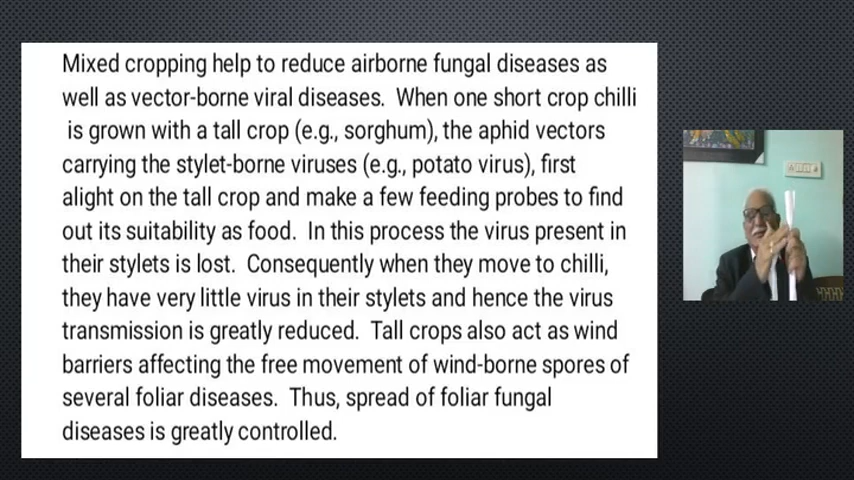 Mixed cropping help to reduce airborne fungal diseases as
well as vector-borne viral diseases.  When one short crop chilli
is grown with a tall crop (e.g., sorghum), the aphid vectors
carrying the stylet-borne viruses (e.g., potato virus), first
alight on the tall crop and make a few feeding probes to find
out its suitability as food.  In this process the virus present in
their stylets is lost.  Consequently when they move to chilli,
they have very little virus in their stylets and hence the virus
transmission is greatly reduced.  Tall crops also act as wind
barriers affecting the free movement of wind-borne spores of
several foliar diseases.  Thus, spread of foliar fungal
diseases is greatly controlled.